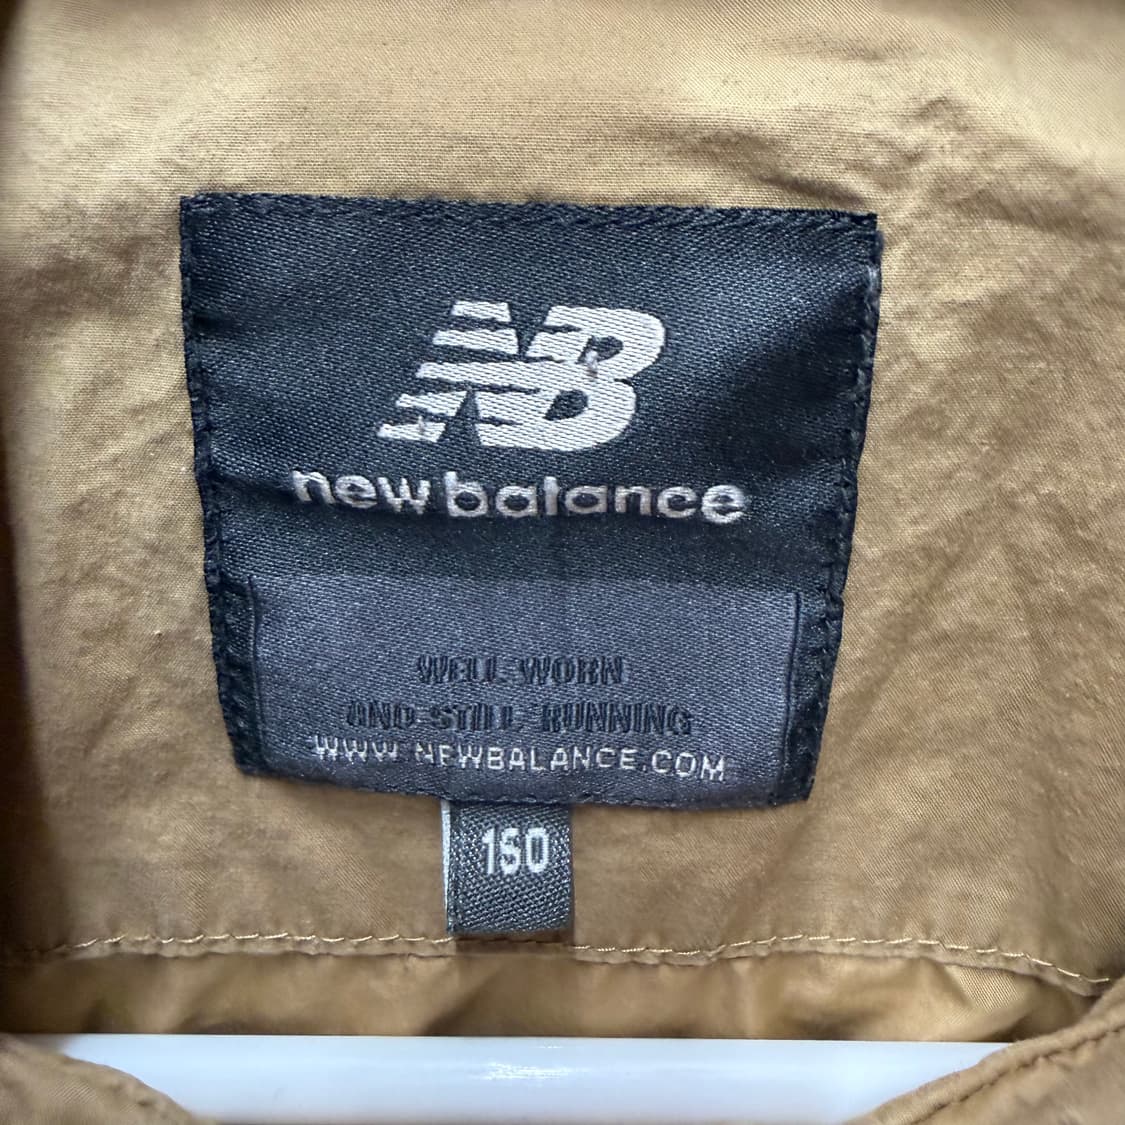 NB
new balance
WELL WORN
AND STILL RUNNING
WWW.NEWBALANCE.COM
150